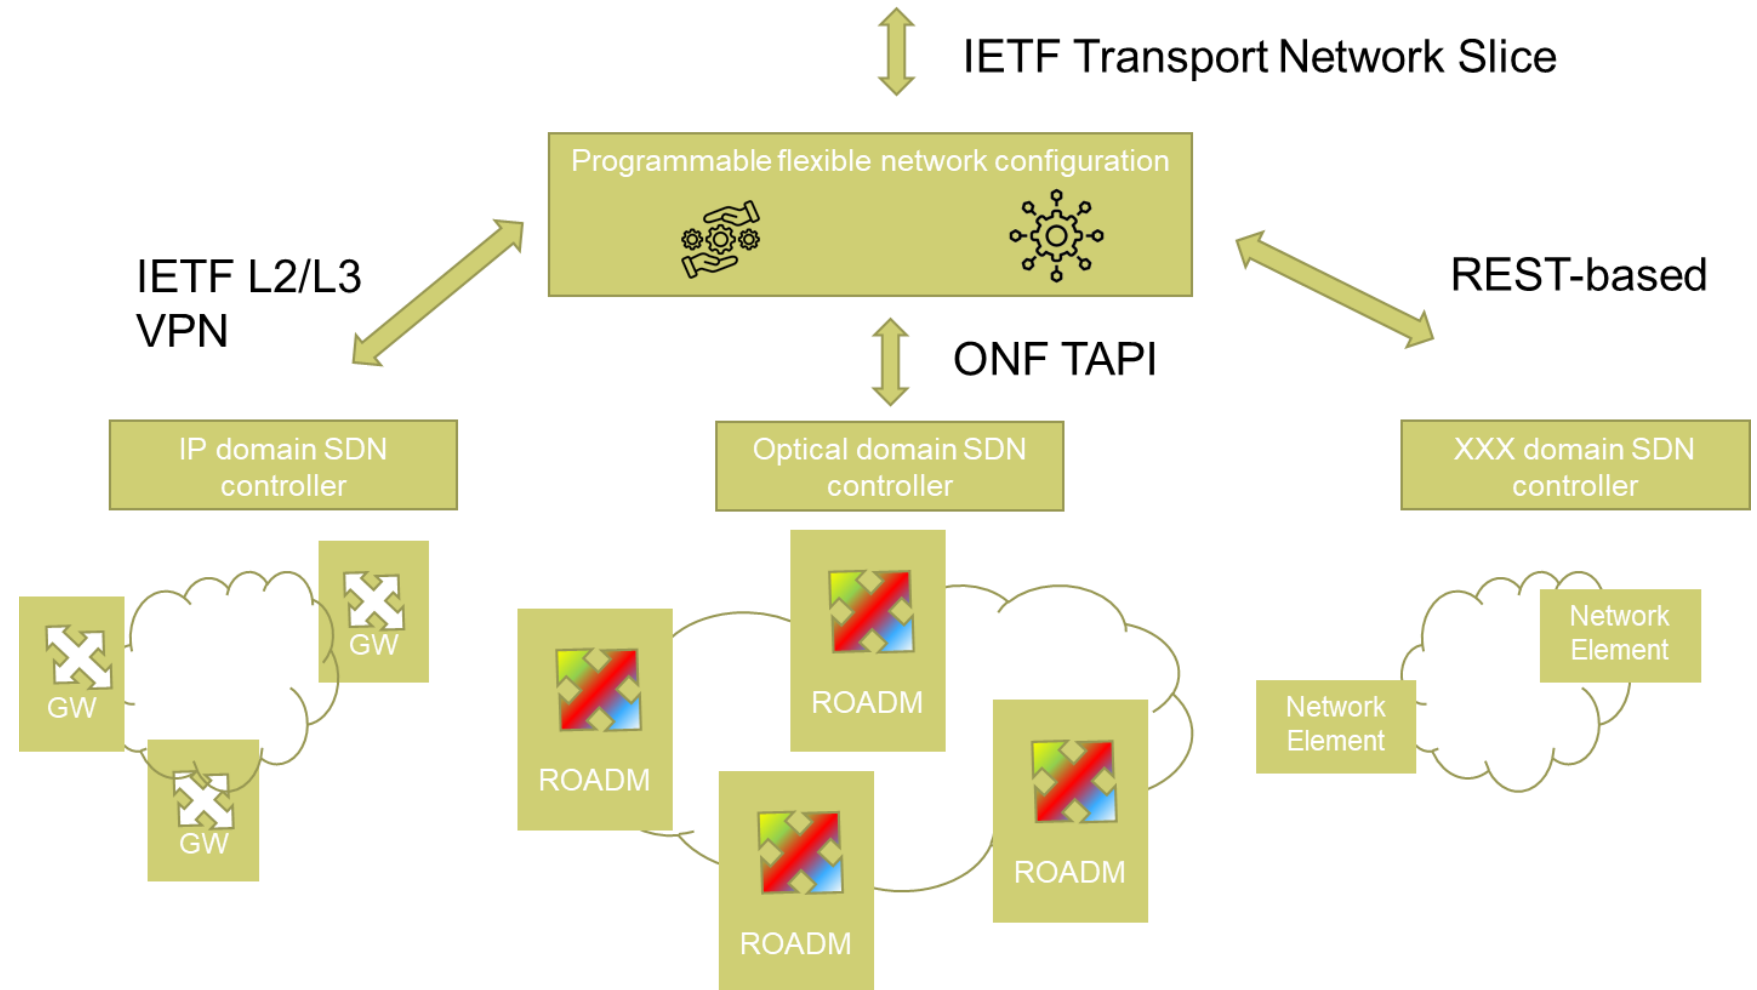 IETF Transport Network Slice
Programmable flexible network configuration
IETF L2/L3
VPN
REST-based
ONF TAPI
IP domain SDN
controller
Optical domain SDN
controller
XXX domain SDN
controller
GW
GW
GW
ROADM
ROADM
ROADM
ROADM
Network
Element
Network
Element